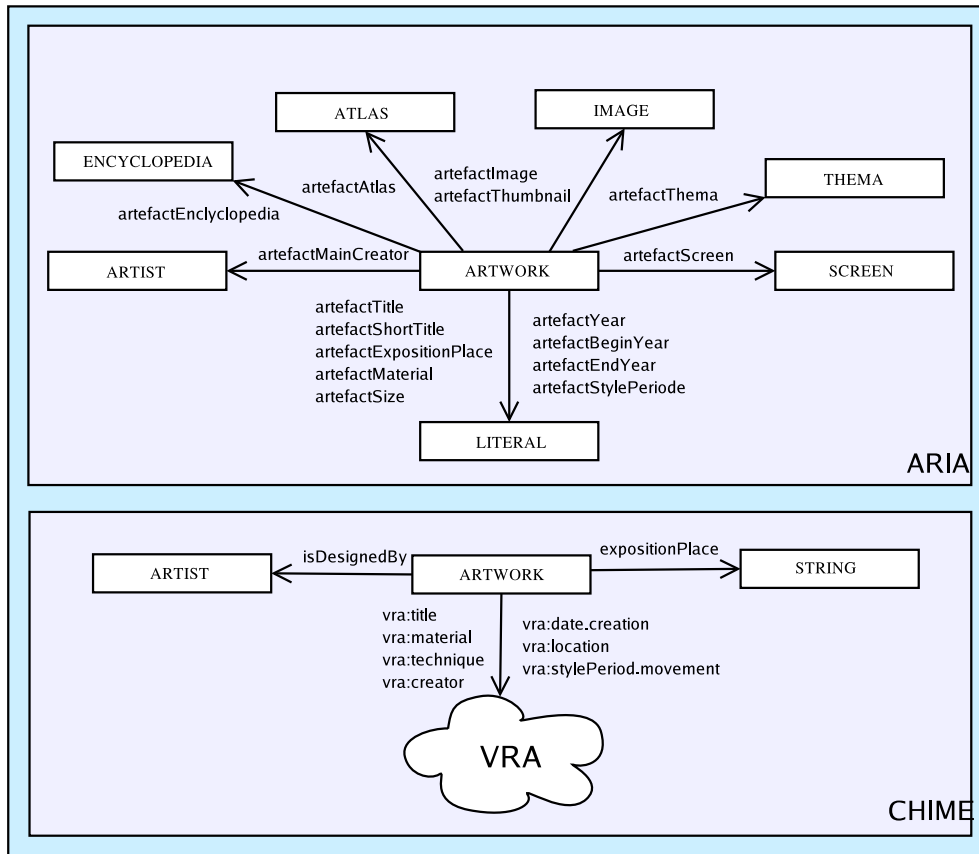 ATLAS
IMAGE
ENCYCLOPEDIA
THEMA
artefactAtlas
artefactImage
artefactThumbnail
artefactThema
artefactEnclyclopedia
artefactMainCreator
artefactScreen
ARTIST
ARTWORK
SCREEN
artefactTitle
artefactShortTitle
artefactExpositionPlace
artefactMaterial
artefactSize
artefactYear
artefactBeginYear
artefactEndYear
artefactStylePeriode
LITERAL
ARIA
isDesignedBy
expositionPlace
ARTIST
ARTWORK
STRING
vra:title
vra:material
vra:technique
vra:creator
vra:date.creation
vra:location
vra:stylePeriod.movement
VRA
CHIME